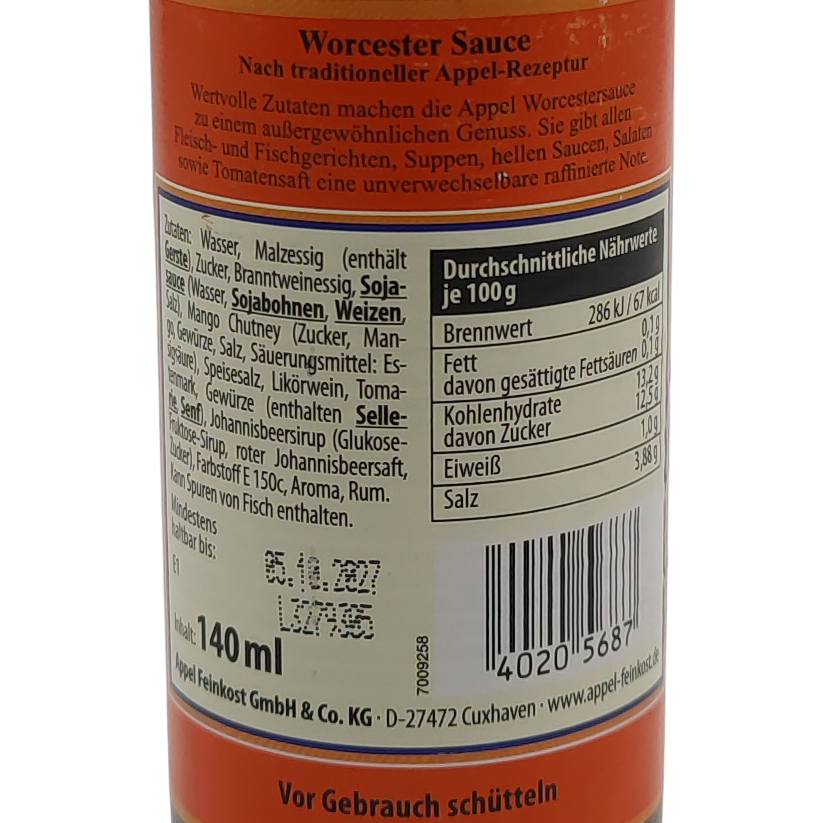 Worcester Sauce
Nach traditioneller Appel-Rezeptur
Wertvolle Zutaten machen die Appel Worcestersauce
zu einem außergewöhnlichen Genuss. Sie gibt allen
Fleisch- und Fischgerichten, Suppen, hellen Saucen, Salaten
sowie Tomatensaft eine unverwechselbare raffinierte Note.
Zutaten: Wasser, Malzessig (enthält
Gerste), Zucker, Branntweinessig, Soja-
sauce (Wasser, Sojabohnen, Weizen,
Salz), Mango Chutney (Zucker, Man-
go, Gewürze, Salz, Säuerungsmittel: Es-
sigsäure), Speisesalz, Likörwein, Toma-
tenmark, Gewürze (enthalten Selle-
rie, Senf), Johannisbeersirup (Glukose-
Fruktose-Sirup, roter Johannisbeersaft,
Zucker), Farbstoff E 150c, Aroma, Rum.
Kann Spuren von Fisch enthalten.
Mindestens
haltbar bis:
E1
05.10.2027
L3279385
Inhalt: 140 ml
Durchschnittliche Nährwerte
je 100 g
Brennwert 286 kJ / 67 kcal
Fett 0,1 g
davon gesättigte Fettsäuren 0,1 g
Kohlenhydrate 13,2 g
davon Zucker 12,5 g
Eiweiß 1,0 g
Salz 3,88 g
7009258
4020 5687
Appel Feinkost GmbH & Co. KG · D-27472 Cuxhaven · www.appel-feinkost.de
Vor Gebrauch schütteln